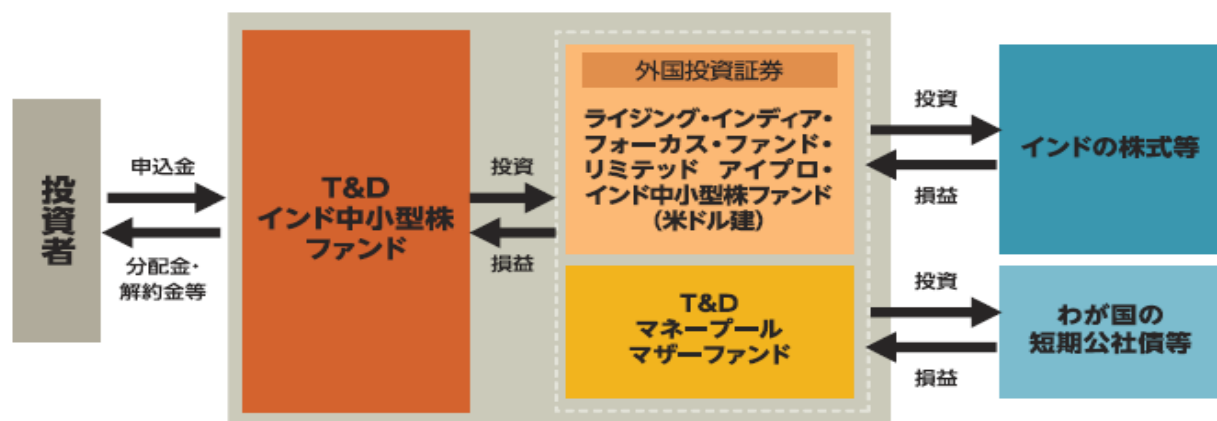 投資者
申込金
分配金・
解約金等
T&D
インド中小型株
ファンド
投資
損益
外国投資証券
ライジング・インディア・
フォーカス・ファンド・
リミテッド アイプロ・
インド中小型株ファンド
(米ドル建)
T&D
マネープール
マザーファンド
投資
損益
インドの株式等
投資
損益
わが国の
短期公社債等